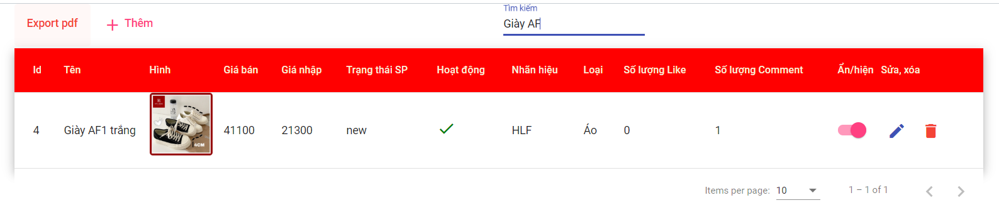 Export pdf
Thêm
Tìm kiếm
Giày AF
Id Tên Hình Giá bán Giá nhập Trạng thái SP Hoạt động Nhãn hiệu Loại Số lượng Like Số lượng Comment Ẩn/hiện Sửa, xóa
4 Giày AF1 trắng 41100 21300 new HLF Áo 0 1
4CM
Items per page: 10 1 – 1 of 1